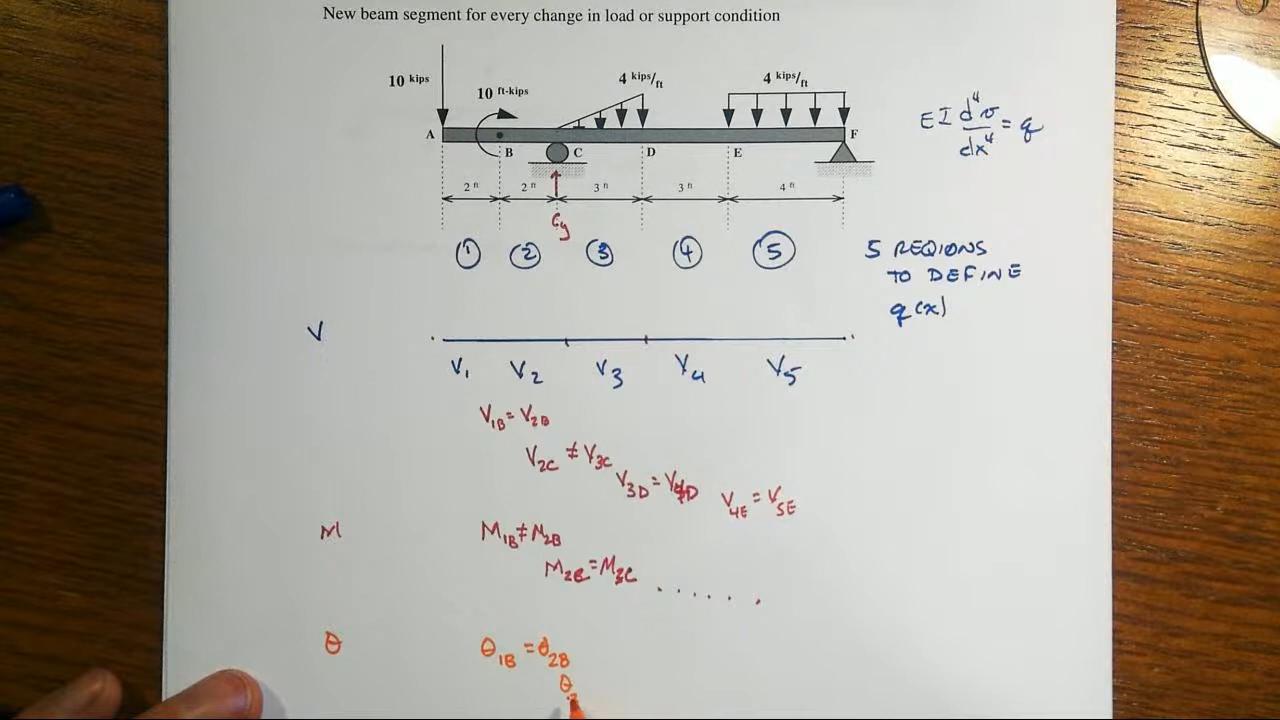 New beam segment for every change in load or support condition
10 kips
10 ft-kips
4 kips/ft
4 kips/ft
A
B
C
D
E
F
EI d⁴v/dx⁴ = q
2 ft 2 ft 3 ft 3 ft 4 ft
Cy
① ② ③ ④ ⑤
5 REGIONS
TO DEFINE
q(x)
V
V₁ V₂ V₃ V₄ V₅
V1B = V2B
V2C ≠ V3C
V3D = V4D
V4E = V5E
M
M1B ≠ M2B
M2C = M3C ......
θ
θ1B = θ2B
θ2